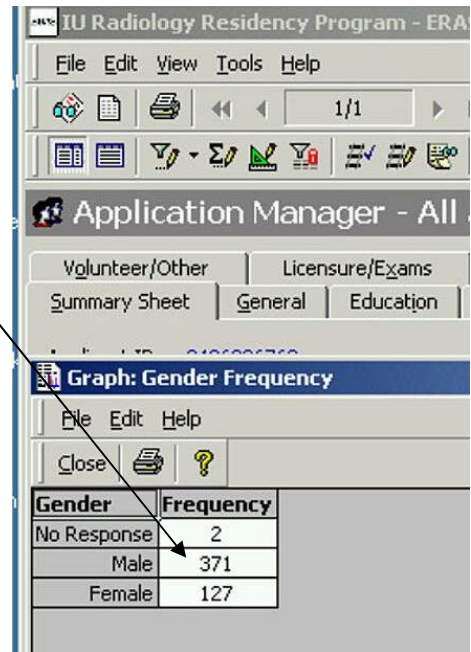 IU Radiology Residency Program - ERAS
File Edit View Tools Help
1/1
Application Manager - All
Volunteer/Other Licensure/Exams
Summary Sheet General Education
Graph: Gender Frequency
File Edit Help
Close
Gender Frequency
No Response 2
Male 371
Female 127